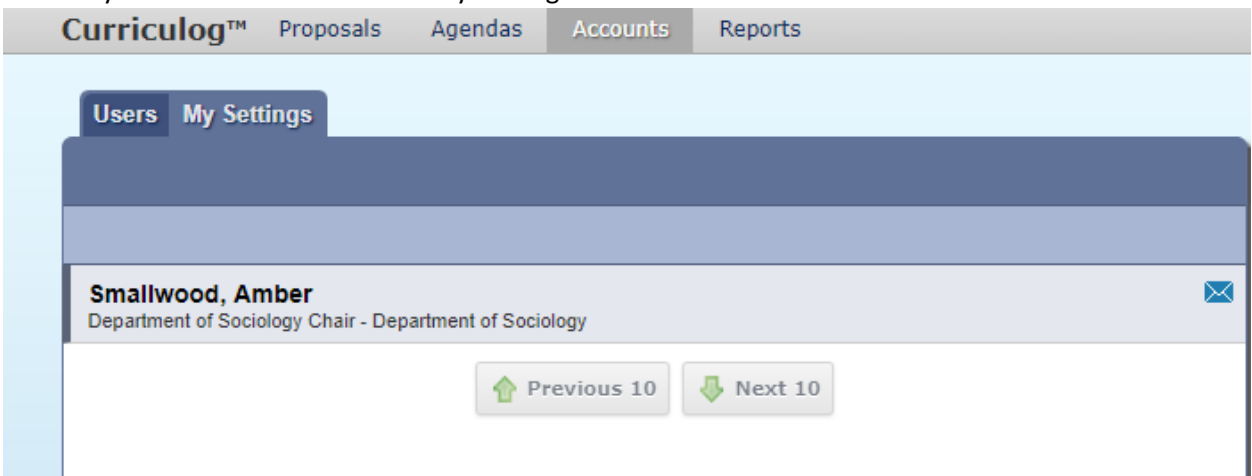 Curriculog™ Proposals Agendas Accounts Reports
Users My Settings
Smallwood, Amber
Department of Sociology Chair - Department of Sociology
Previous 10 Next 10